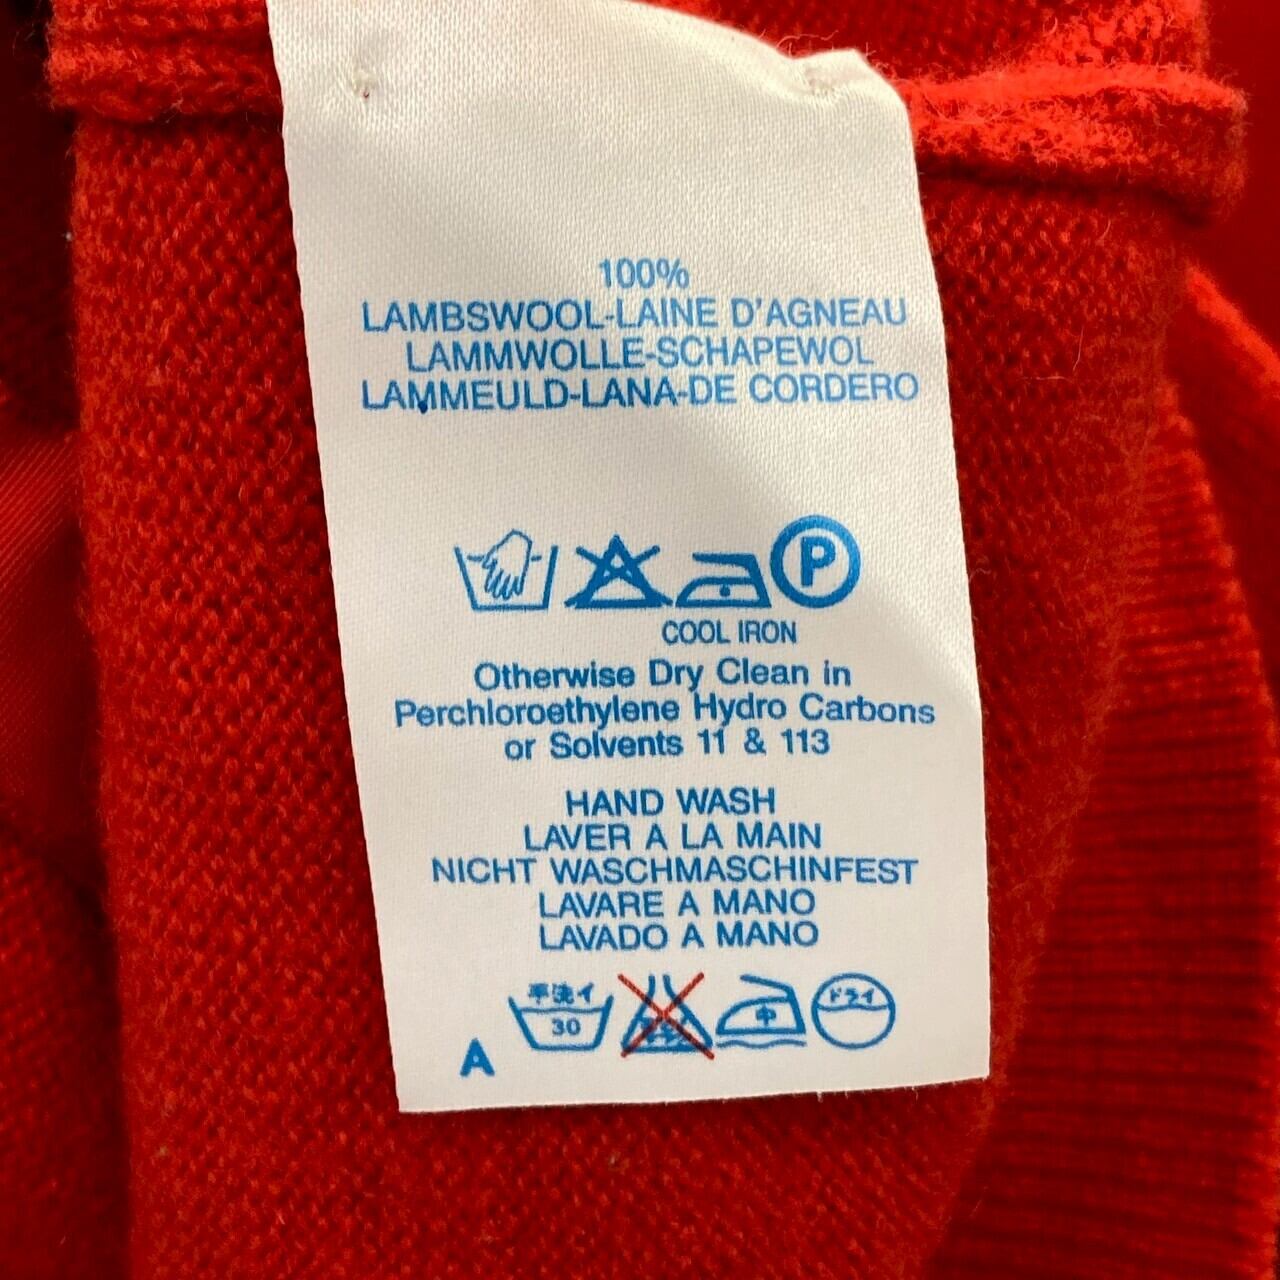 100%
LAMBSWOOL-LAINE D'AGNEAU
LAMMWOLLE-SCHAPEWOL
LAMMEULD-LANA-DE CORDERO
P
COOL IRON
Otherwise Dry Clean in
Perchloroethylene Hydro Carbons
or Solvents 11 & 113
HAND WASH
LAVER A LA MAIN
NICHT WASCHMASCHINFEST
LAVARE A MANO
LAVADO A MANO
手洗イ 中 ドライ
30
A